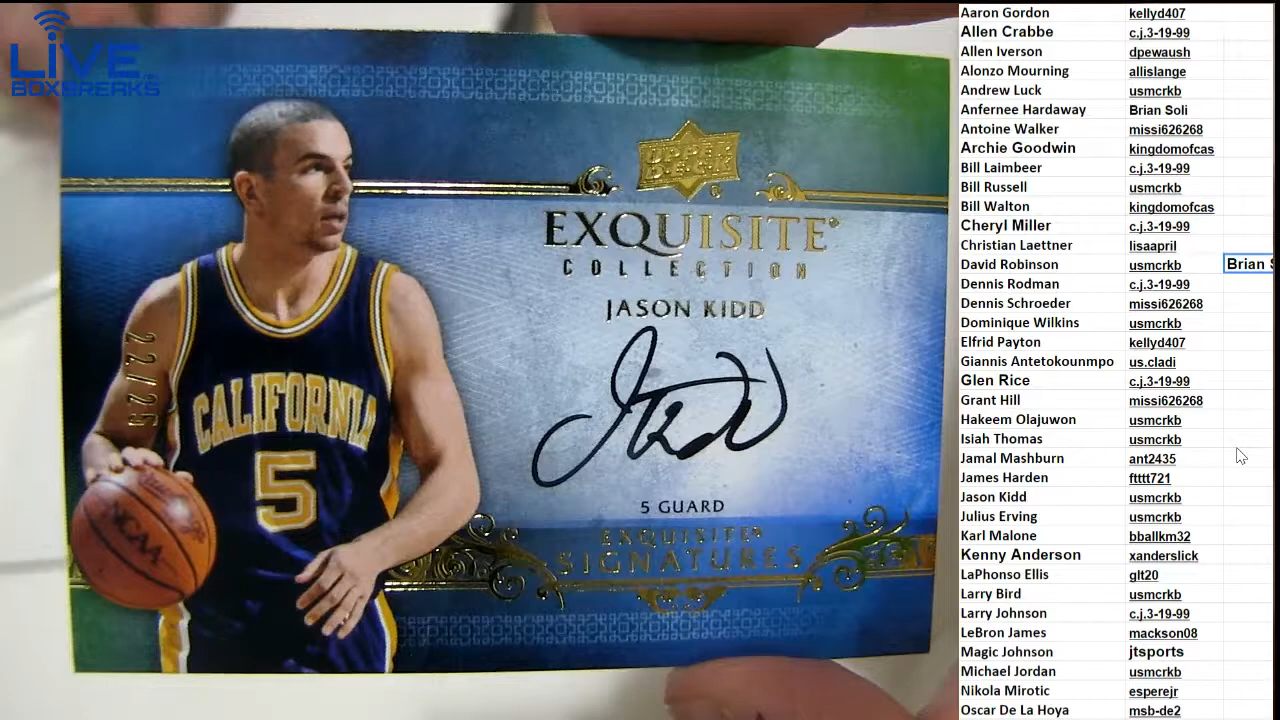 LiVE
BOXBREAKS
UPPER
DECK
EXQUISITE
COLLECTION
JASON KIDD
22/25
CALIFORNIA
5
NCAA
5 GUARD
EXQUISITE
SIGNATURES
Aaron Gordon kellyd407
Allen Crabbe c.j.3-19-99
Allen Iverson dpewaush
Alonzo Mourning allislange
Andrew Luck usmcrkb
Anfernee Hardaway Brian Soli
Antoine Walker missi626268
Archie Goodwin kingdomofcas
Bill Laimbeer c.j.3-19-99
Bill Russell usmcrkb
Bill Walton kingdomofcas
Cheryl Miller c.j.3-19-99
Christian Laettner lisaapril
David Robinson usmcrkb Brian S
Dennis Rodman c.j.3-19-99
Dennis Schroeder missi626268
Dominique Wilkins usmcrkb
Elfrid Payton kellyd407
Giannis Antetokounmpo us.cladi
Glen Rice c.j.3-19-99
Grant Hill missi626268
Hakeem Olajuwon usmcrkb
Isiah Thomas usmcrkb
Jamal Mashburn ant2435
James Harden ftttt721
Jason Kidd usmcrkb
Julius Erving usmcrkb
Karl Malone bballkm32
Kenny Anderson xanderslick
LaPhonso Ellis glt20
Larry Bird usmcrkb
Larry Johnson c.j.3-19-99
LeBron James mackson08
Magic Johnson jtsports
Michael Jordan usmcrkb
Nikola Mirotic esperejr
Oscar De La Hoya msb-de2